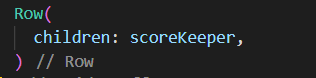 Row(
children: scoreKeeper,
) // Row